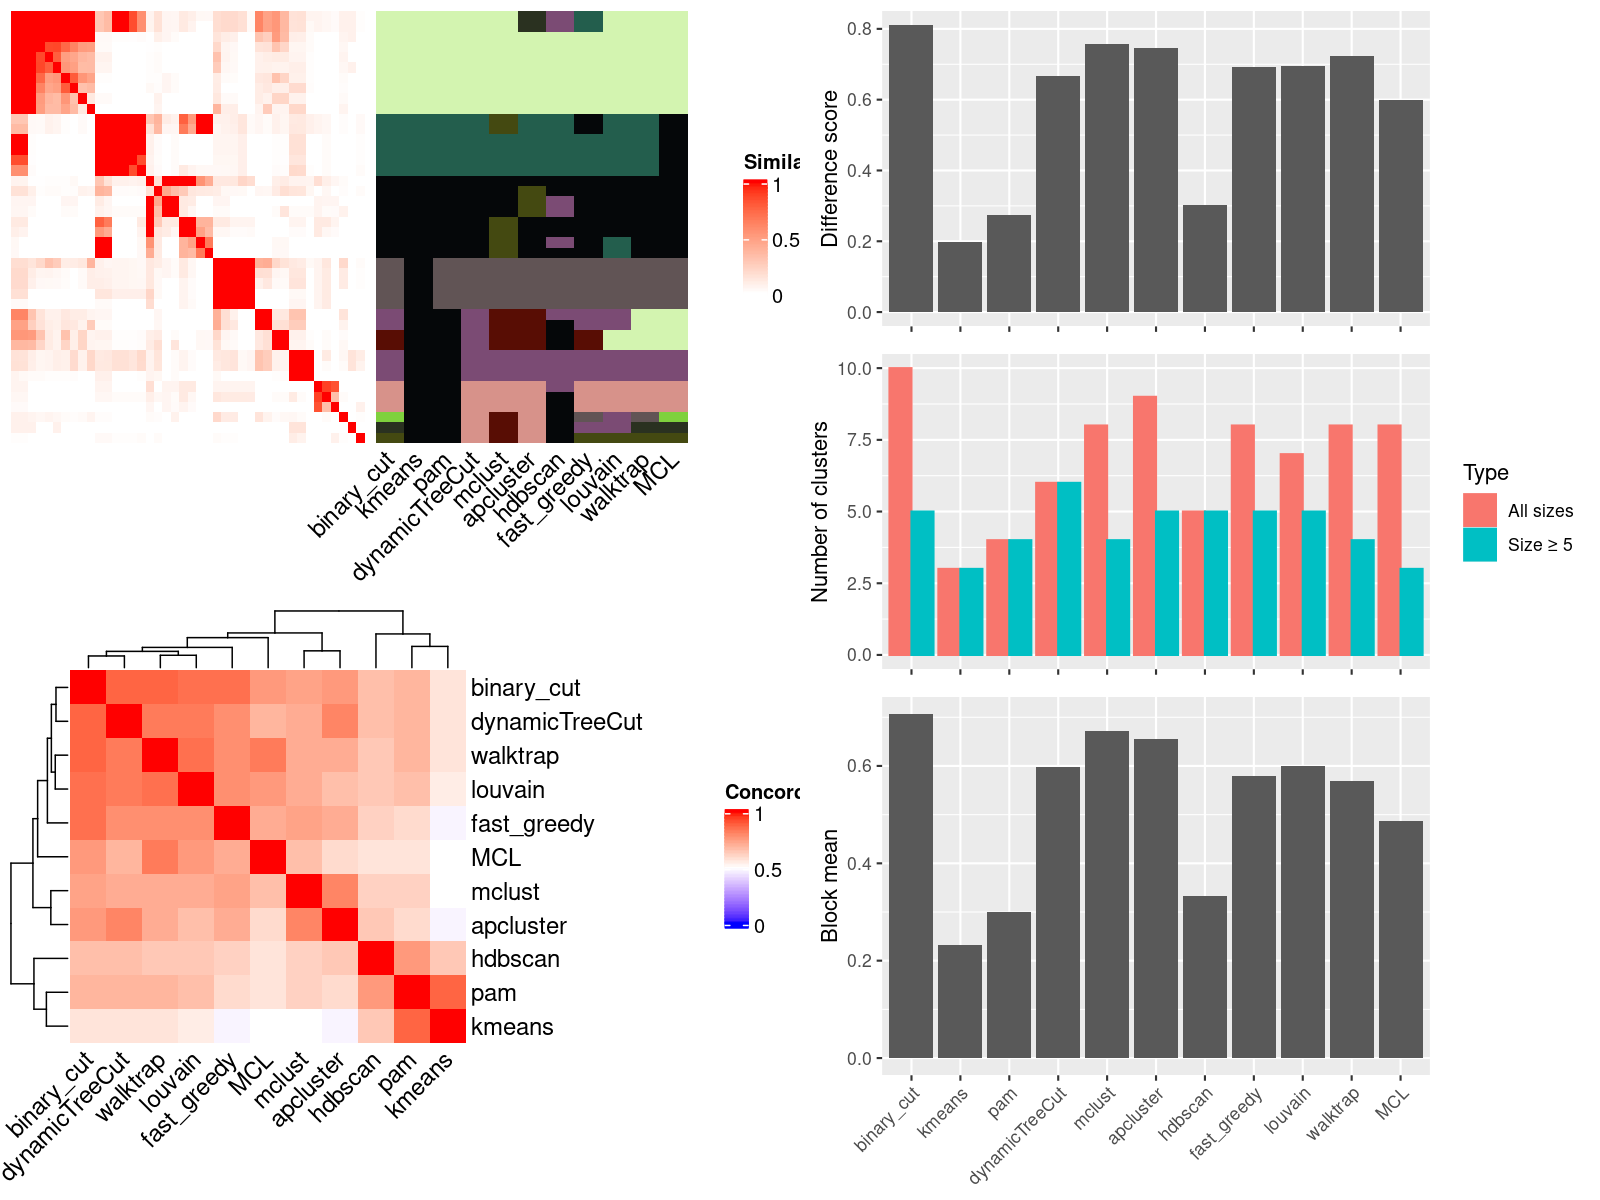 Simila
1
0.5
0
binary_cut
kmeans
pam
dynamicTreeCut
mclust
apcluster
hdbscan
fast_greedy
louvain
walktrap
MCL
binary_cut
dynamicTreeCut
walktrap
louvain
fast_greedy
MCL
mclust
apcluster
hdbscan
pam
kmeans
Concord
1
0.5
0
binary_cut
dynamicTreeCut
walktrap
louvain
fast_greedy
MCL
mclust
apcluster
hdbscan
pam
kmeans
Difference score
0.8
0.6
0.4
0.2
0.0
Number of clusters
10.0
7.5
5.0
2.5
0.0
Type
All sizes
Size ≥ 5
Block mean
0.6
0.4
0.2
0.0
binary_cut
kmeans
pam
dynamicTreeCut
mclust
apcluster
hdbscan
fast_greedy
louvain
walktrap
MCL